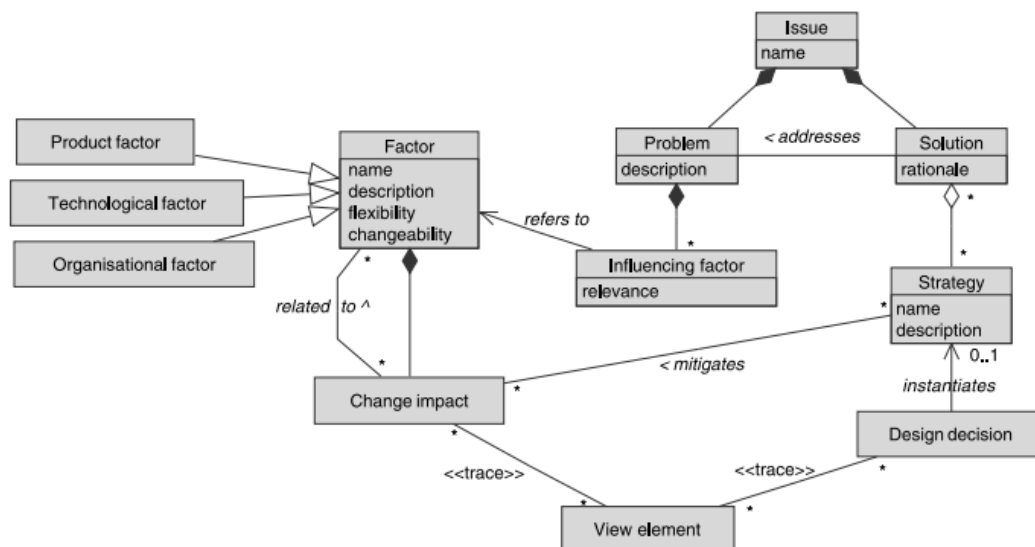 Issue
name
Product factor
Technological factor
Organisational factor
Factor
name
description
flexibility
changeability
*
Problem
description
< addresses
Solution
rationale
*
refers to
*
Influencing factor
relevance
*
Strategy
name
description
0..1
related to ^
*
*
< mitigates
*
instantiates
Change impact
*
Design decision
*
<<trace>>
<<trace>>
*
*
View element